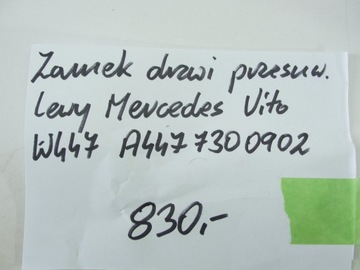 Zamek drzwi przesuw.
lewy Mercedes Vito
W447 A4477300902
830,-